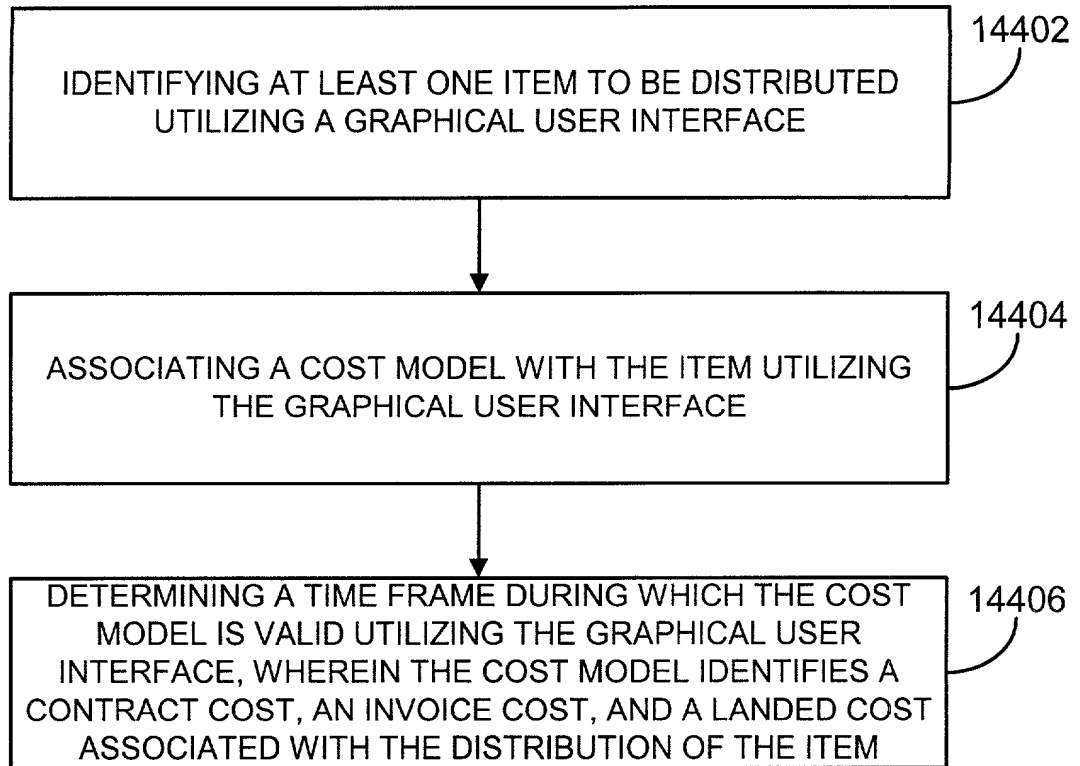 14402
IDENTIFYING AT LEAST ONE ITEM TO BE DISTRIBUTED
UTILIZING A GRAPHICAL USER INTERFACE
14404
ASSOCIATING A COST MODEL WITH THE ITEM UTILIZING
THE GRAPHICAL USER INTERFACE
14406
DETERMINING A TIME FRAME DURING WHICH THE COST
MODEL IS VALID UTILIZING THE GRAPHICAL USER
INTERFACE, WHEREIN THE COST MODEL IDENTIFIES A
CONTRACT COST, AN INVOICE COST, AND A LANDED COST
ASSOCIATED WITH THE DISTRIBUTION OF THE ITEM